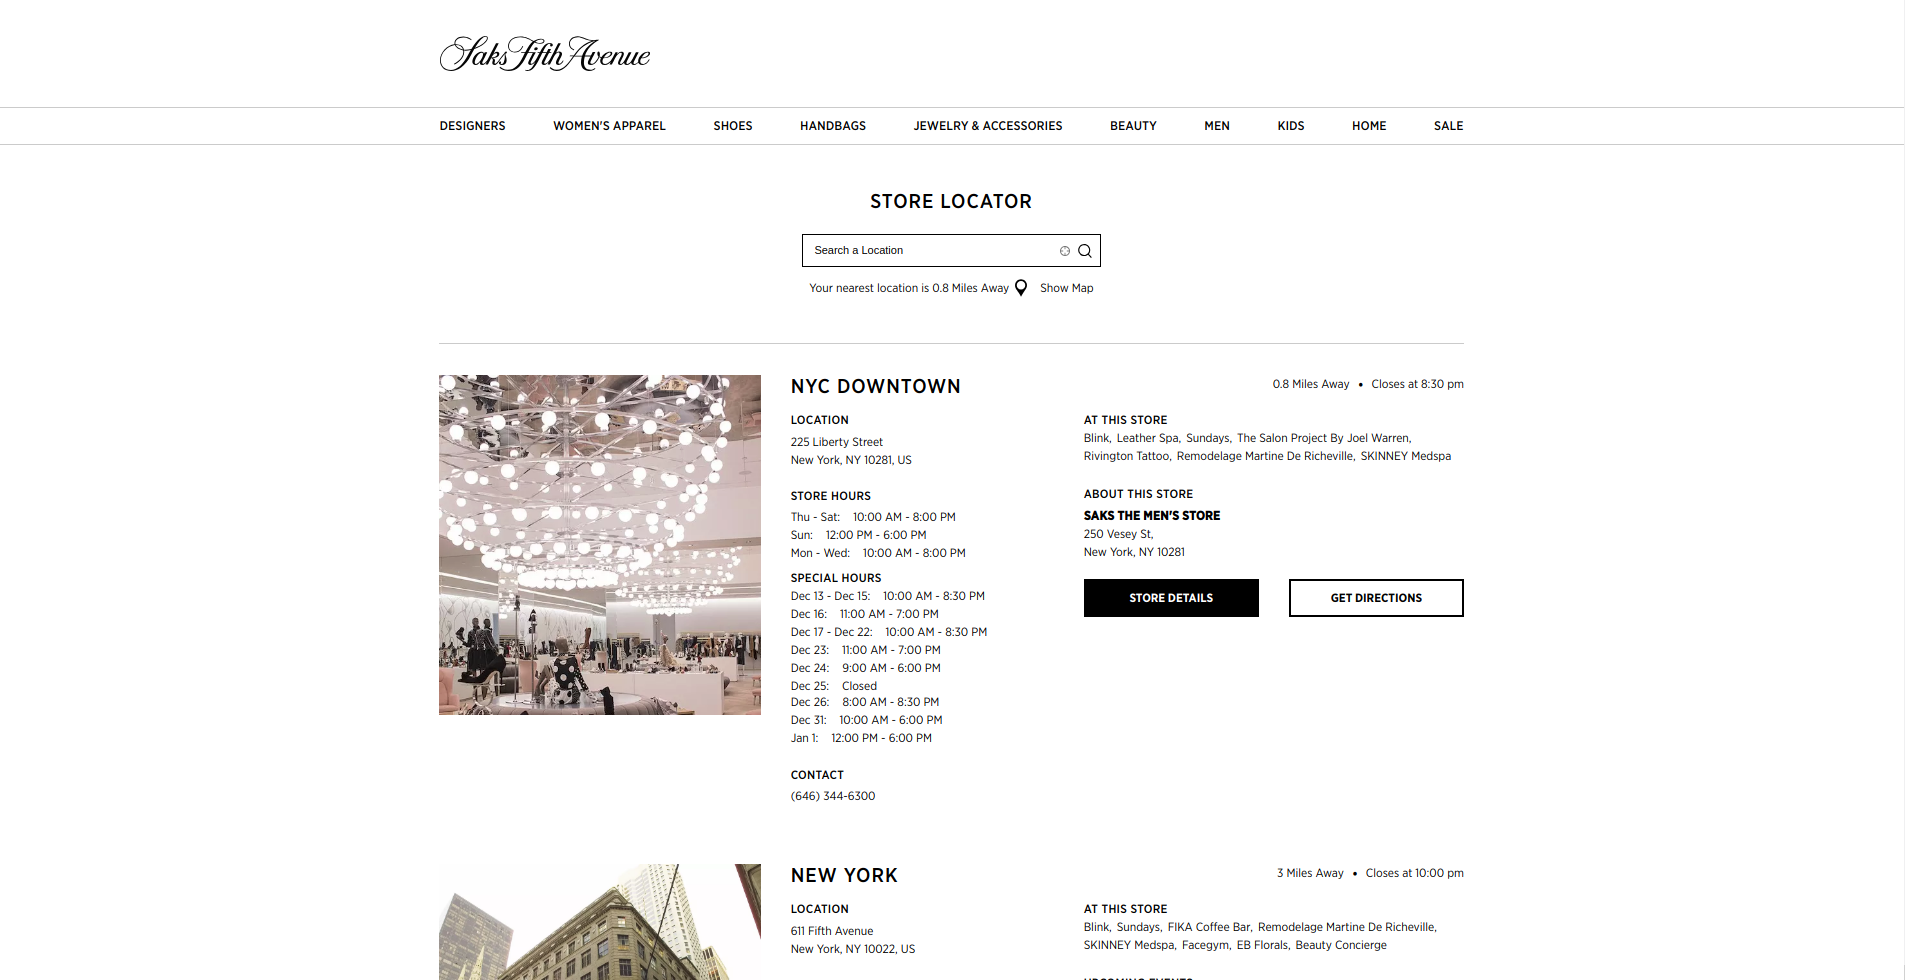 Saks Fifth Avenue
DESIGNERS WOMEN'S APPAREL SHOES HANDBAGS JEWELRY & ACCESSORIES BEAUTY MEN KIDS HOME SALE
STORE LOCATOR
Search a Location
Your nearest location is 0.8 Miles Away Show Map
NYC DOWNTOWN
0.8 Miles Away • Closes at 8:30 pm
LOCATION
225 Liberty Street
New York, NY 10281, US
STORE HOURS
Thu - Sat: 10:00 AM - 8:00 PM
Sun: 12:00 PM - 6:00 PM
Mon - Wed: 10:00 AM - 8:00 PM
SPECIAL HOURS
Dec 13 - Dec 15: 10:00 AM - 8:30 PM
Dec 16: 11:00 AM - 7:00 PM
Dec 17 - Dec 22: 10:00 AM - 8:30 PM
Dec 23: 11:00 AM - 7:00 PM
Dec 24: 9:00 AM - 6:00 PM
Dec 25: Closed
Dec 26: 8:00 AM - 8:30 PM
Dec 31: 10:00 AM - 6:00 PM
Jan 1: 12:00 PM - 6:00 PM
CONTACT
(646) 344-6300
AT THIS STORE
Blink, Leather Spa, Sundays, The Salon Project By Joel Warren,
Rivington Tattoo, Remodelage Martine De Richeville, SKINNEY Medspa
ABOUT THIS STORE
SAKS THE MEN'S STORE
250 Vesey St,
New York, NY 10281
STORE DETAILS
GET DIRECTIONS
NEW YORK
3 Miles Away • Closes at 10:00 pm
LOCATION
611 Fifth Avenue
New York, NY 10022, US
AT THIS STORE
Blink, Sundays, FIKA Coffee Bar, Remodelage Martine De Richeville,
SKINNEY Medspa, Facegym, EB Florals, Beauty Concierge
UPCOMING EVENTS